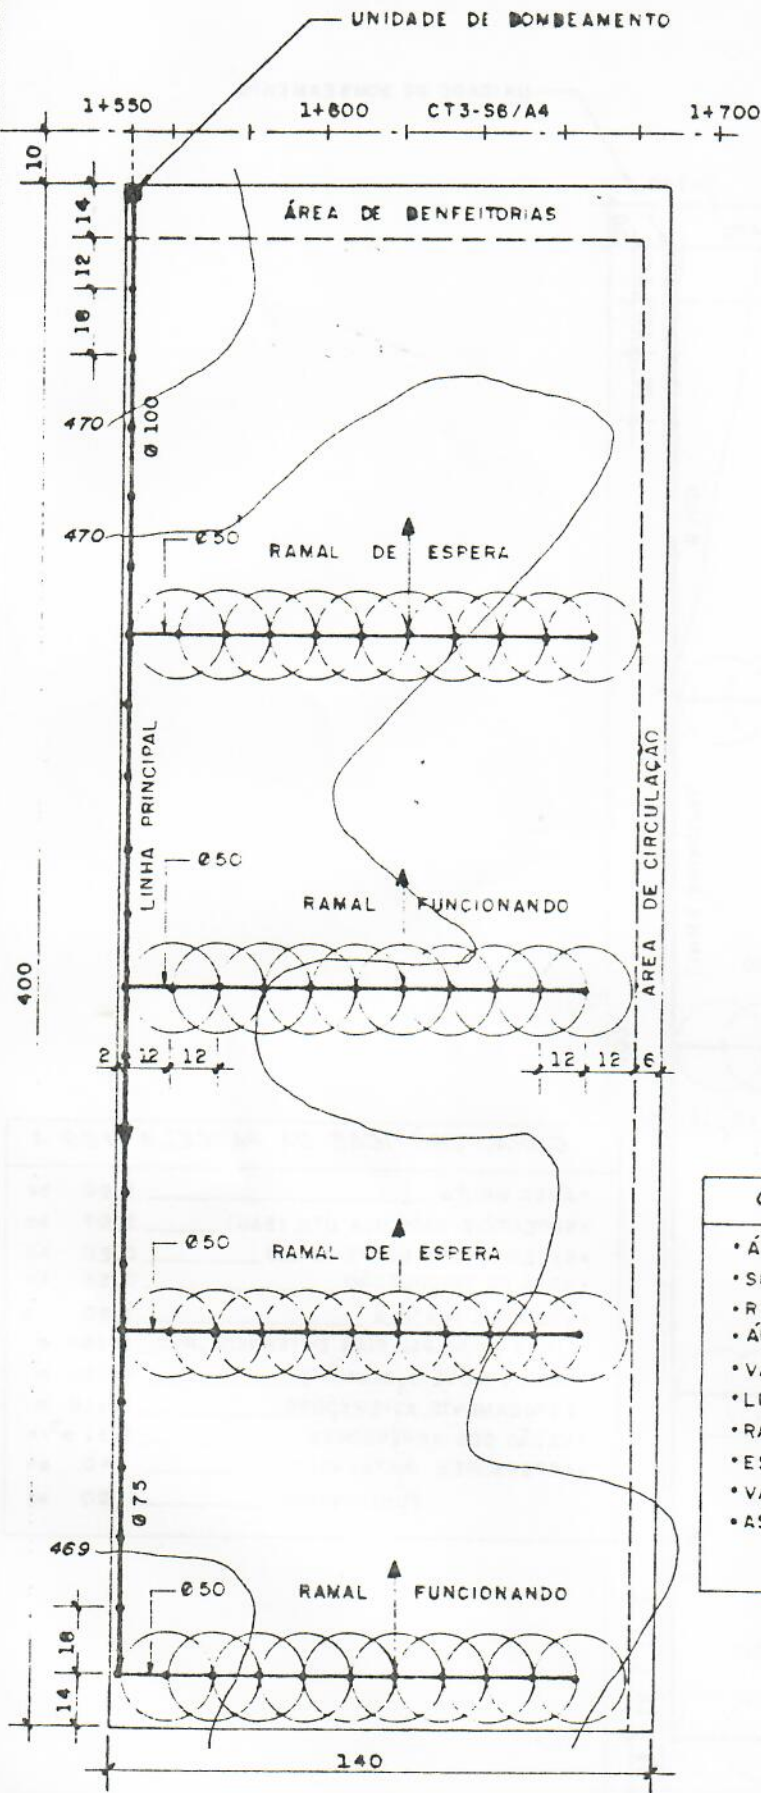 UNIDADE DE BOMBEAMENTO
1+550 1+600 CT3-S6/A4 1+700
10
14
ÁREA DE BENFEITORIAS
12
18
470
Ø 100
470
Ø 50
RAMAL DE ESPERA
LINHA PRINCIPAL
ÁREA DE CIRCULAÇÃO
Ø 50
RAMAL FUNCIONANDO
400
2 12 12 12 12 6
Ø 50
RAMAL DE ESPERA
Ø 75
469
Ø 50
RAMAL FUNCIONANDO
18
14
140